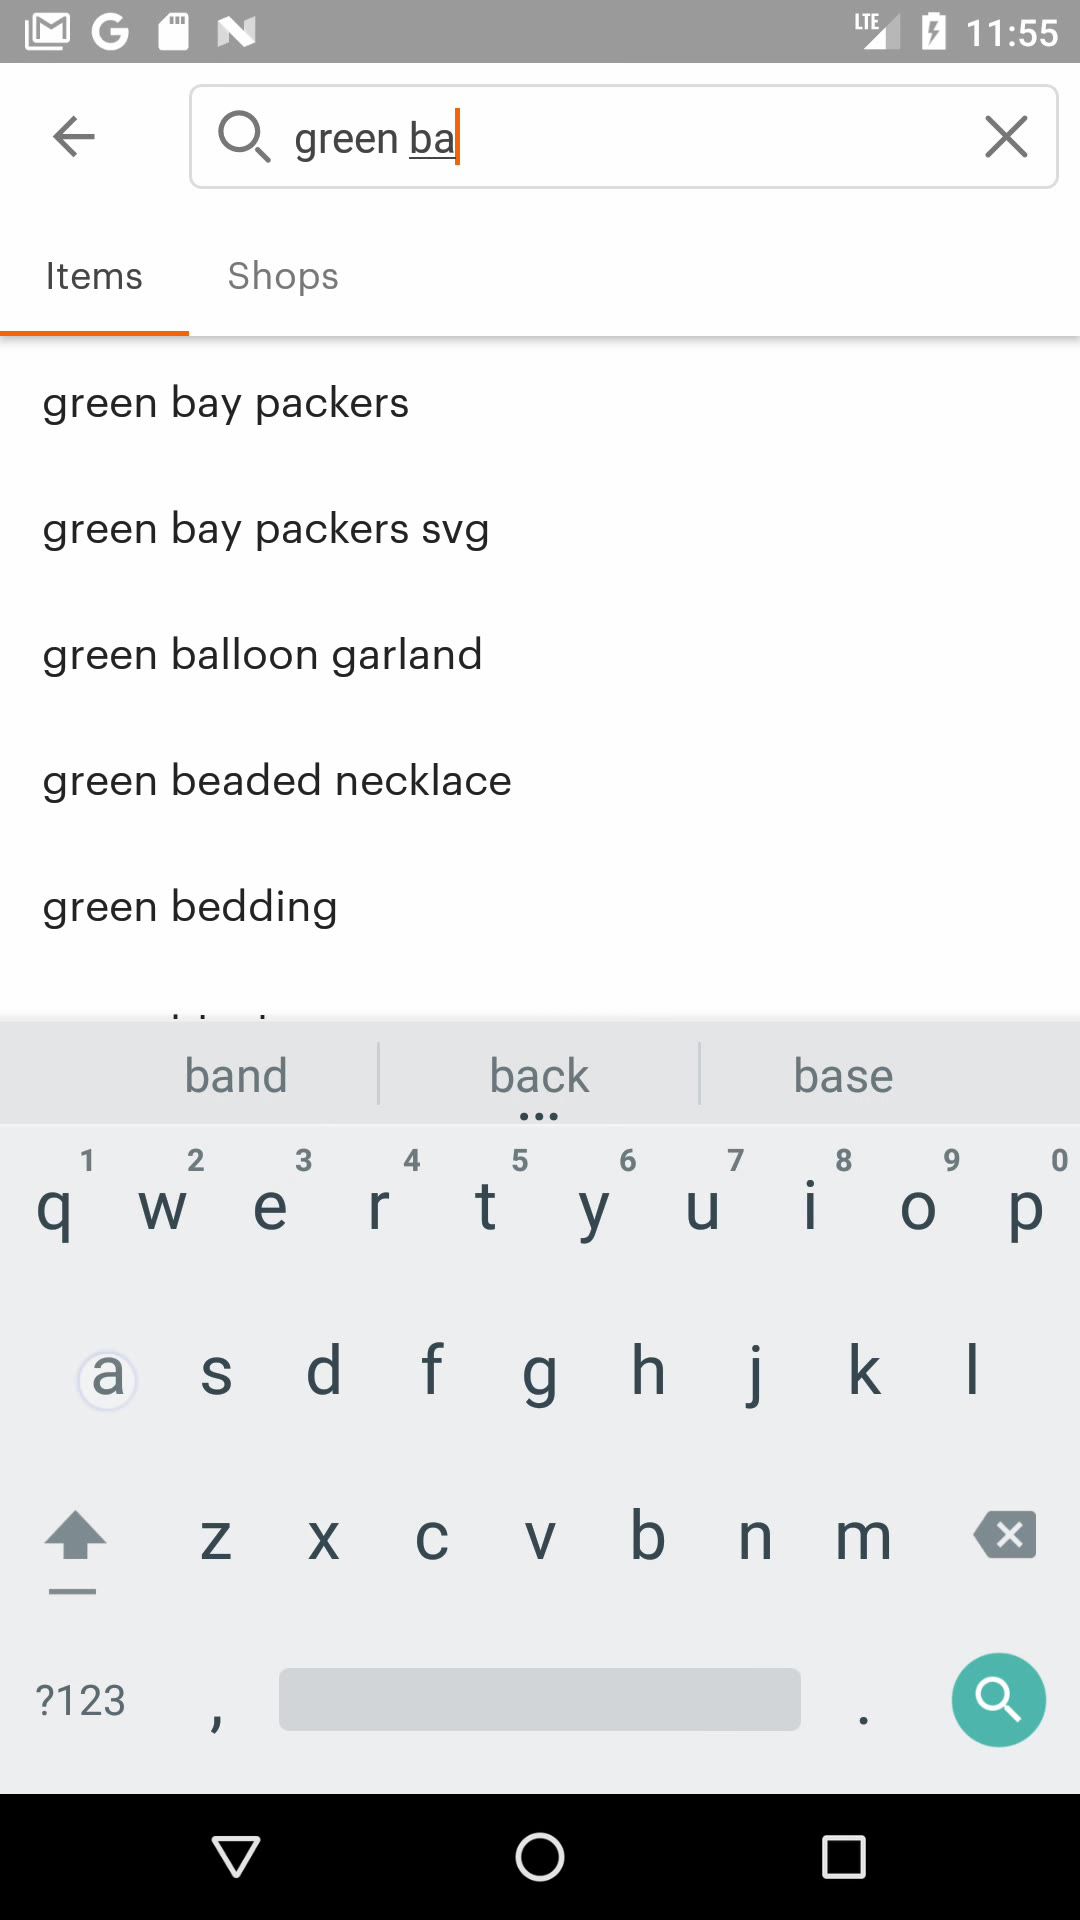 LTE 11:55
green ba
Items Shops
green bay packers
green bay packers svg
green balloon garland
green beaded necklace
green bedding
band back base
1 2 3 4 5 6 7 8 9 0
q w e r t y u i o p
a s d f g h j k l
z x c v b n m
?123 , .